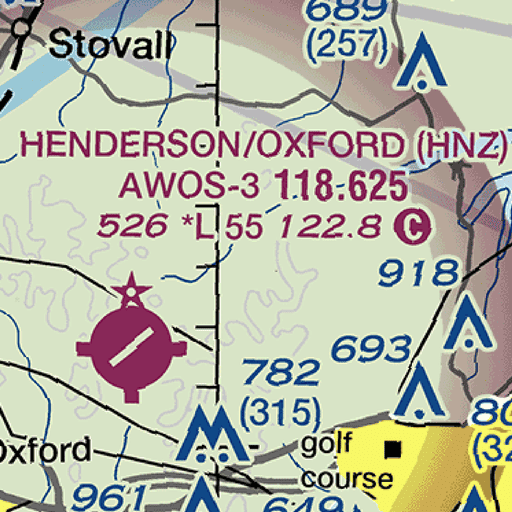 689
(257)
Stovall
HENDERSON/OXFORD (HNZ)
AWOS-3 118.625
526 *L 55 122.8 C
918
693
782
(315)
golf
course
961